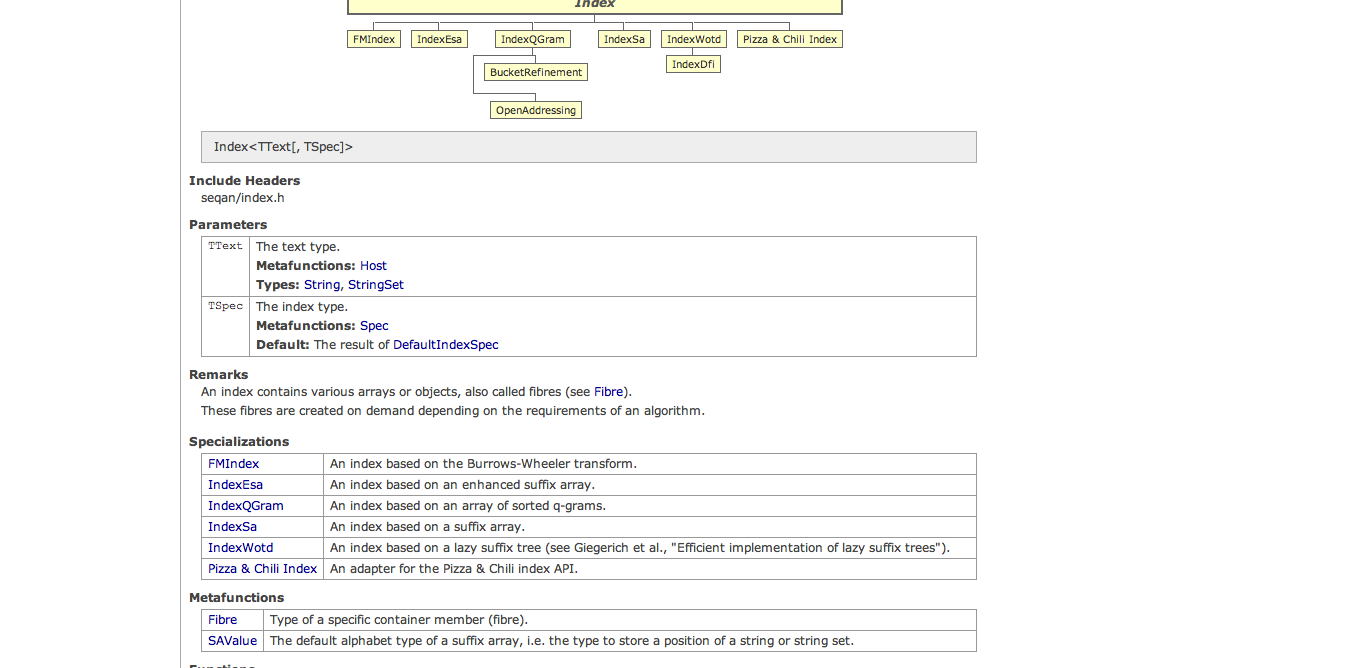 Index
FMIndex IndexEsa IndexQGram IndexSa IndexWotd Pizza & Chili Index
BucketRefinement IndexDfi
OpenAddressing
Index<TText[, TSpec]>
Include Headers
seqan/index.h
Parameters
TText The text type.
Metafunctions: Host
Types: String, StringSet
TSpec The index type.
Metafunctions: Spec
Default: The result of DefaultIndexSpec
Remarks
An index contains various arrays or objects, also called fibres (see Fibre).
These fibres are created on demand depending on the requirements of an algorithm.
Specializations
FMIndex An index based on the Burrows-Wheeler transform.
IndexEsa An index based on an enhanced suffix array.
IndexQGram An index based on an array of sorted q-grams.
IndexSa An index based on a suffix array.
IndexWotd An index based on a lazy suffix tree (see Giegerich et al., "Efficient implementation of lazy suffix trees").
Pizza & Chili Index An adapter for the Pizza & Chili index API.
Metafunctions
Fibre Type of a specific container member (fibre).
SAValue The default alphabet type of a suffix array, i.e. the type to store a position of a string or string set.
Functions